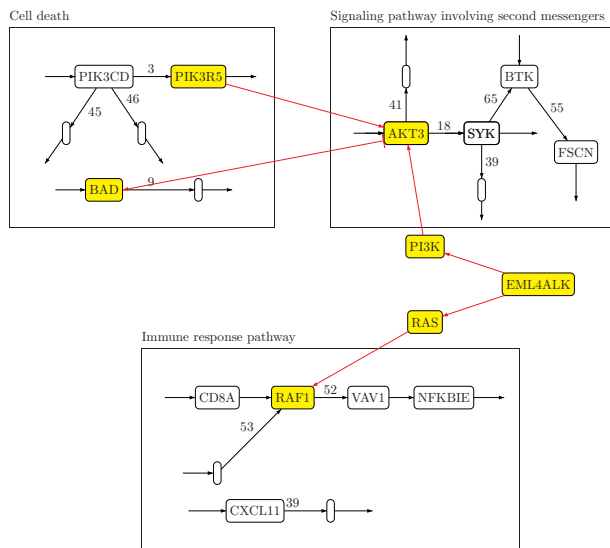 Cell death
Signaling pathway involving second messengers
PIK3CD
3
PIK3R5
45
46
BAD
9
41
AKT3
18
SYK
65
BTK
55
39
FSCN
PI3K
EML4ALK
RAS
Immune response pathway
CD8A
RAF1
52
VAV1
NFKBIE
53
CXCL11
39